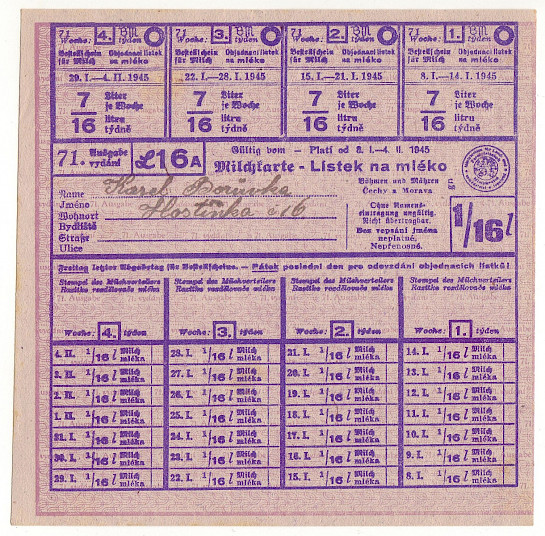 71. Woche: 4. týden BM
71. Woche: 3. týden BM
71. Woche: 2. týden BM
71. Woche: 1. týden BM
Bestellschein für Milch Objednací lístek na mléko
Bestellschein für Milch Objednací lístek na mléko
Bestellschein für Milch Objednací lístek na mléko
Bestellschein für Milch Objednací lístek na mléko
29. I.—4. II. 1945
22. I.—28. I. 1945
15. I.—21. I. 1945
8. I.—14. I. 1945
7/16 Liter je Woche litru týdně
7/16 Liter je Woche litru týdně
7/16 Liter je Woche litru týdně
7/16 Liter je Woche litru týdně
71. Ausgabe vydání
L16A
Gültig vom – Platí od 8. I.—4. II. 1945
Milchkarte - Lístek na mléko
Name
Jméno
Karel
Wohnort
Bydliště
Straße
Ulice
Böhmen und Mähren
Čechy a Morava
Ohne Namenseintragung ungültig.
Nicht übertragbar.
Bez vepsání jména neplatné.
Nepřenosné.
1/16 l
Freitag letzter Abgabetag für Bestellscheine. - Pátek poslední den pro odevzdání objednacích lístků!
Stempel des Milchverteilers
Razítko rozdělovače mléka
Stempel des Milchverteilers
Razítko rozdělovače mléka
Stempel des Milchverteilers
Razítko rozdělovače mléka
Stempel des Milchverteilers
Razítko rozdělovače mléka
Woche: 4. týden
Woche: 3. týden
Woche: 2. týden
Woche: 1. týden
4. II. 1/16 l Milch mléka
28. I. 1/16 l Milch mléka
21. I. 1/16 l Milch mléka
14. I. 1/16 l Milch mléka
3. II. 1/16 l Milch mléka
27. I. 1/16 l Milch mléka
20. I. 1/16 l Milch mléka
13. I. 1/16 l Milch mléka
2. II. 1/16 l Milch mléka
26. I. 1/16 l Milch mléka
19. I. 1/16 l Milch mléka
12. I. 1/16 l Milch mléka
1. II. 1/16 l Milch mléka
25. I. 1/16 l Milch mléka
18. I. 1/16 l Milch mléka
11. I. 1/16 l Milch mléka
31. I. 1/16 l Milch mléka
24. I. 1/16 l Milch mléka
17. I. 1/16 l Milch mléka
10. I. 1/16 l Milch mléka
30. I. 1/16 l Milch mléka
23. I. 1/16 l Milch mléka
16. I. 1/16 l Milch mléka
9. I. 1/16 l Milch mléka
29. I. 1/16 l Milch mléka
22. I. 1/16 l Milch mléka
15. I. 1/16 l Milch mléka
8. I. 1/16 l Milch mléka